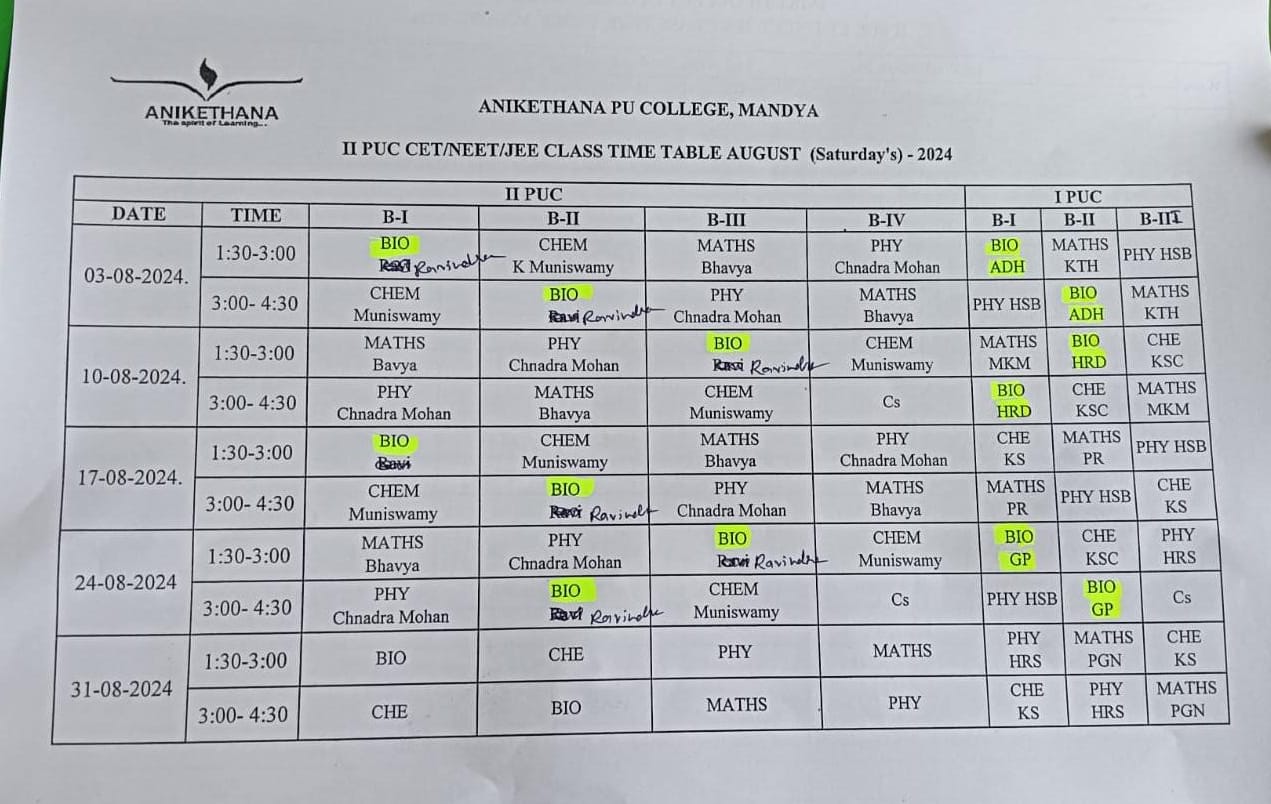 ANIKETHANA
The spirit of Learning...
ANIKETHANA PU COLLEGE, MANDYA
II PUC CET/NEET/JEE CLASS TIME TABLE AUGUST (Saturday's) - 2024
II PUC I PUC
DATE TIME B-I B-II B-III B-IV B-I B-II B-III
03-08-2024. 1:30-3:00 BIO CHEM MATHS PHY BIO MATHS PHY HSB
Ravindra K Muniswamy Bhavya Chnadra Mohan ADH KTH
3:00- 4:30 CHEM BIO PHY MATHS PHY HSB BIO MATHS
Muniswamy Ravindra Chnadra Mohan Bhavya ADH KTH
10-08-2024. 1:30-3:00 MATHS PHY BIO CHEM MATHS BIO CHE
Bavya Chnadra Mohan Ravindra Muniswamy MKM HRD KSC
3:00- 4:30 PHY MATHS CHEM Cs BIO CHE MATHS
Chnadra Mohan Bhavya Muniswamy HRD KSC MKM
17-08-2024. 1:30-3:00 BIO CHEM MATHS PHY CHE MATHS PHY HSB
Ravi Muniswamy Bhavya Chnadra Mohan KS PR
3:00- 4:30 CHEM BIO PHY MATHS MATHS PHY HSB CHE
Muniswamy Ravindra Chnadra Mohan Bhavya PR KS
24-08-2024 1:30-3:00 MATHS PHY BIO CHEM BIO CHE PHY
Bhavya Chnadra Mohan Ravindra Muniswamy GP KSC HRS
3:00- 4:30 PHY BIO CHEM Cs PHY HSB BIO Cs
Chnadra Mohan Ravindra Muniswamy GP
31-08-2024 1:30-3:00 BIO CHE PHY MATHS PHY MATHS CHE
HRS PGN KS
3:00- 4:30 CHE BIO MATHS PHY CHE PHY MATHS
KS HRS PGN